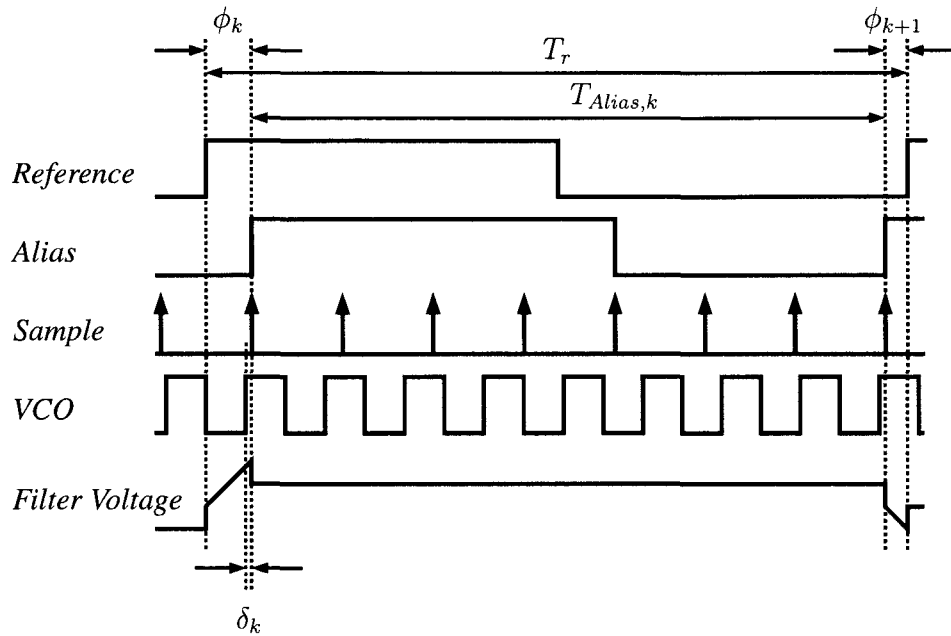 ϕ_k
ϕ_{k+1}
T_r
T_{Alias,k}
Reference
Alias
Sample
VCO
Filter Voltage
δ_k